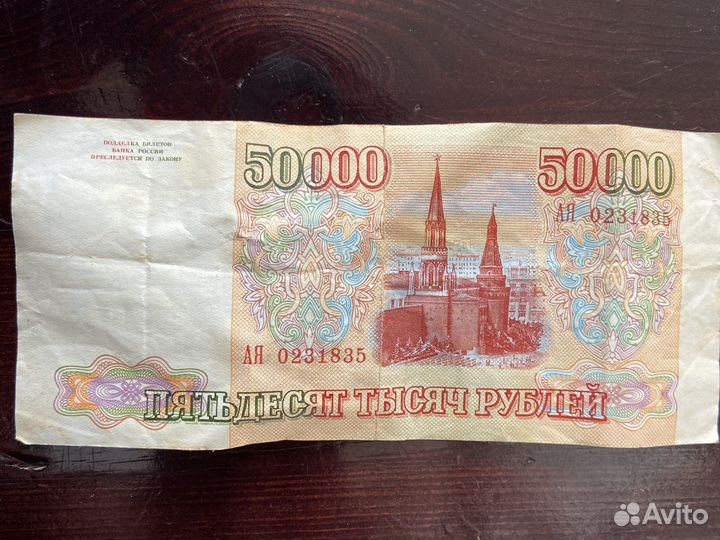 ПОДДЕЛКА БИЛЕТОВ
БАНКА РОССИИ
ПРЕСЛЕДУЕТСЯ ПО ЗАКОНУ
50000
50000
АЯ 0231835
АЯ 0231835
ПЯТЬДЕСЯТ ТЫСЯЧ РУБЛЕЙ
Avito